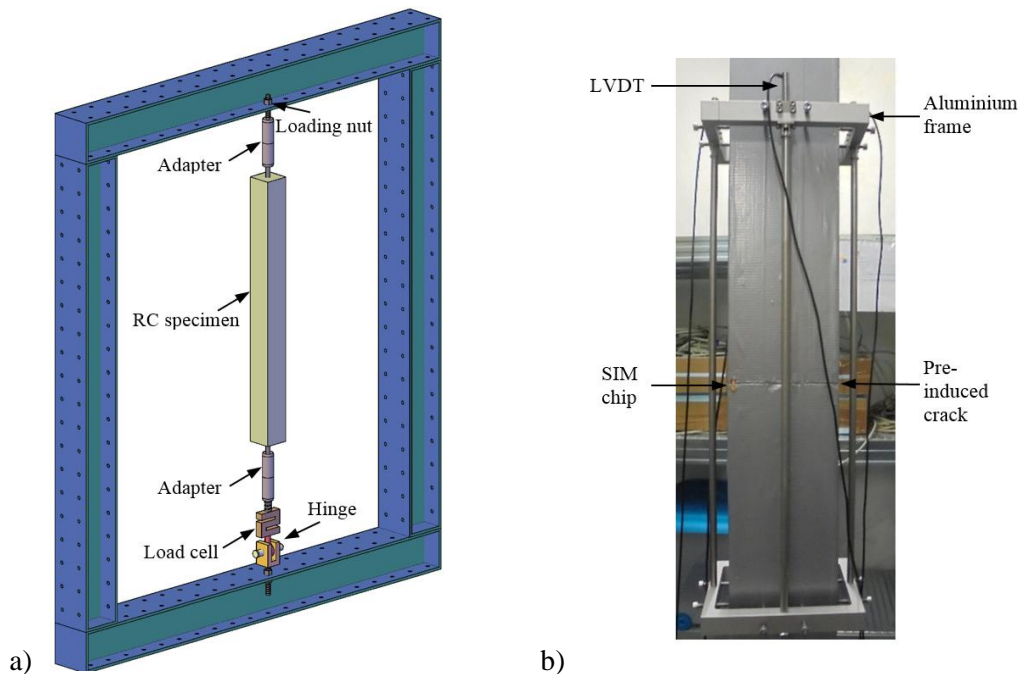 Loading nut
Adapter
RC specimen
Adapter
Hinge
Load cell
a)
LVDT
Aluminium
frame
SIM
chip
Pre-
induced
crack
b)